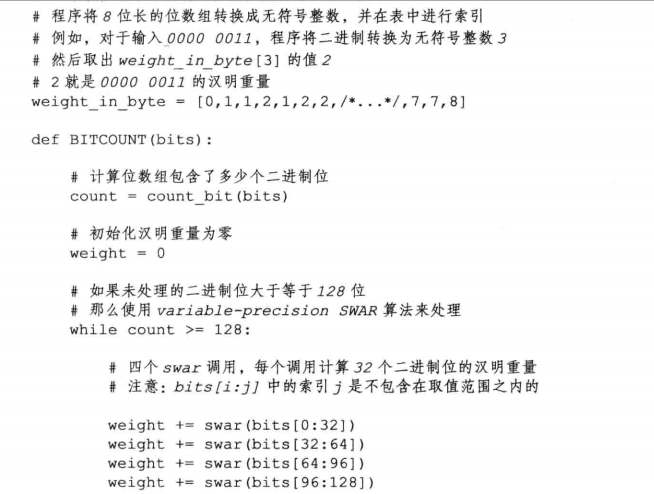 # 程序将 8 位长的位数组转换成无符号整数，并在表中进行索引
# 例如，对于输入 0000 0011，程序将二进制转换为无符号整数 3
# 然后取出 weight_in_byte[3] 的值 2
# 2 就是 0000 0011 的汉明重量
weight_in_byte = [0,1,1,2,1,2,2,/*...*/,7,7,8]
def BITCOUNT(bits):
# 计算位数组包含了多少个二进制位
count = count_bit(bits)
# 初始化汉明重量为零
weight = 0
# 如果未处理的二进制位大于等于 128 位
# 那么使用 variable-precision SWAR 算法来处理
while count >= 128:
# 四个 swar 调用，每个调用计算 32 个二进制位的汉明重量
# 注意：bits[i:j] 中的索引 j 是不包含在取值范围之内的
weight += swar(bits[0:32])
weight += swar(bits[32:64])
weight += swar(bits[64:96])
weight += swar(bits[96:128])